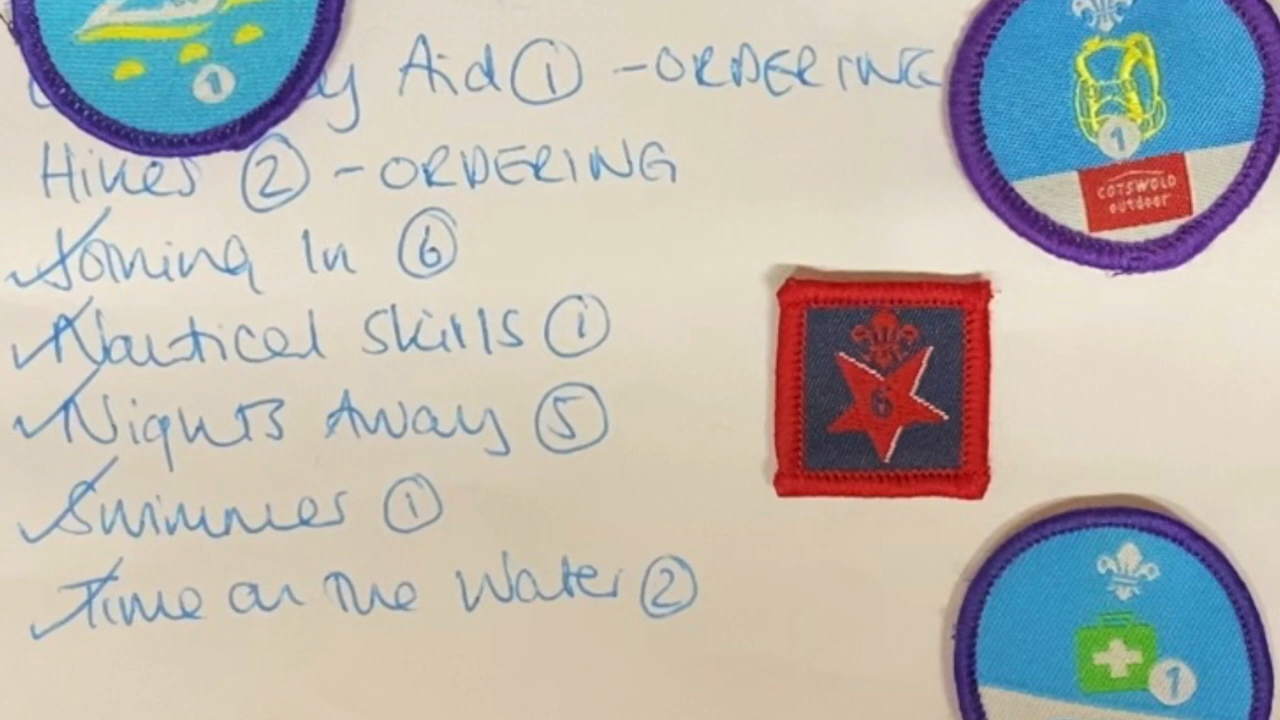 1
Aid ① -ORDERING
1
COTSWOLD
outdoor
Hikes ② - ORDERING
Joining In ⑥
Nautical Skills ①
Nights Away ⑤
6
Swimmer ①
Time on the Water ②
1